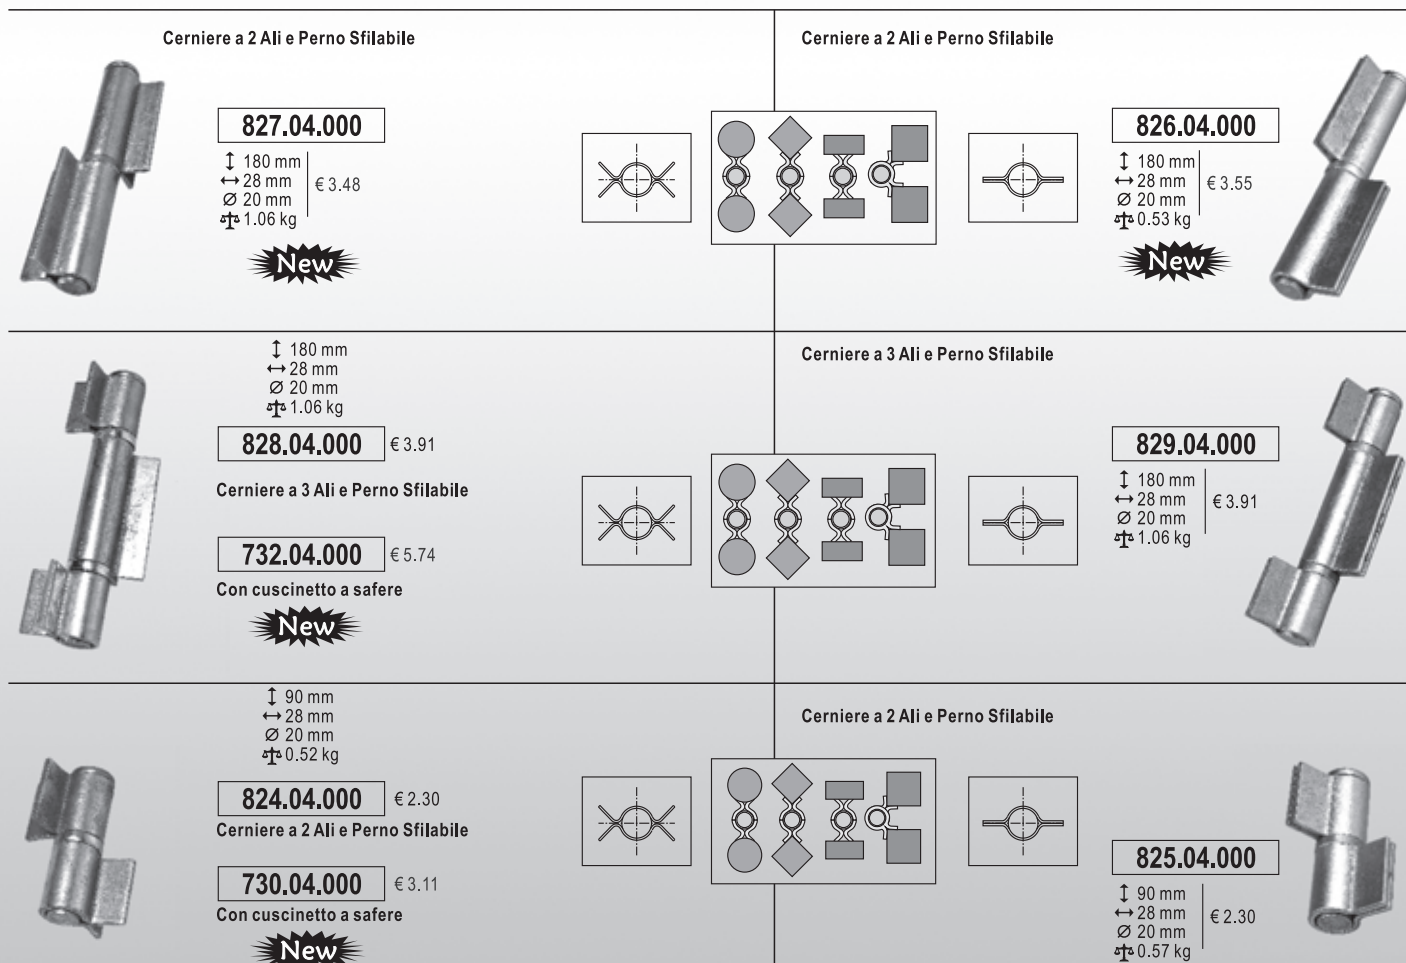 Cerniere a 2 Ali e Perno Sfilabile
827.04.000
↕ 180 mm
↔ 28 mm
Ø 20 mm
1.06 kg
€ 3.48
New
Cerniere a 2 Ali e Perno Sfilabile
826.04.000
↕ 180 mm
↔ 28 mm
Ø 20 mm
0.53 kg
€ 3.55
New
↕ 180 mm
↔ 28 mm
Ø 20 mm
1.06 kg
828.04.000 € 3.91
Cerniere a 3 Ali e Perno Sfilabile
732.04.000 € 5.74
Con cuscinetto a safere
New
Cerniere a 3 Ali e Perno Sfilabile
829.04.000
↕ 180 mm
↔ 28 mm
Ø 20 mm
1.06 kg
€ 3.91
↕ 90 mm
↔ 28 mm
Ø 20 mm
0.52 kg
824.04.000 € 2.30
Cerniere a 2 Ali e Perno Sfilabile
730.04.000 € 3.11
Con cuscinetto a safere
New
Cerniere a 2 Ali e Perno Sfilabile
825.04.000
↕ 90 mm
↔ 28 mm
Ø 20 mm
0.57 kg
€ 2.30